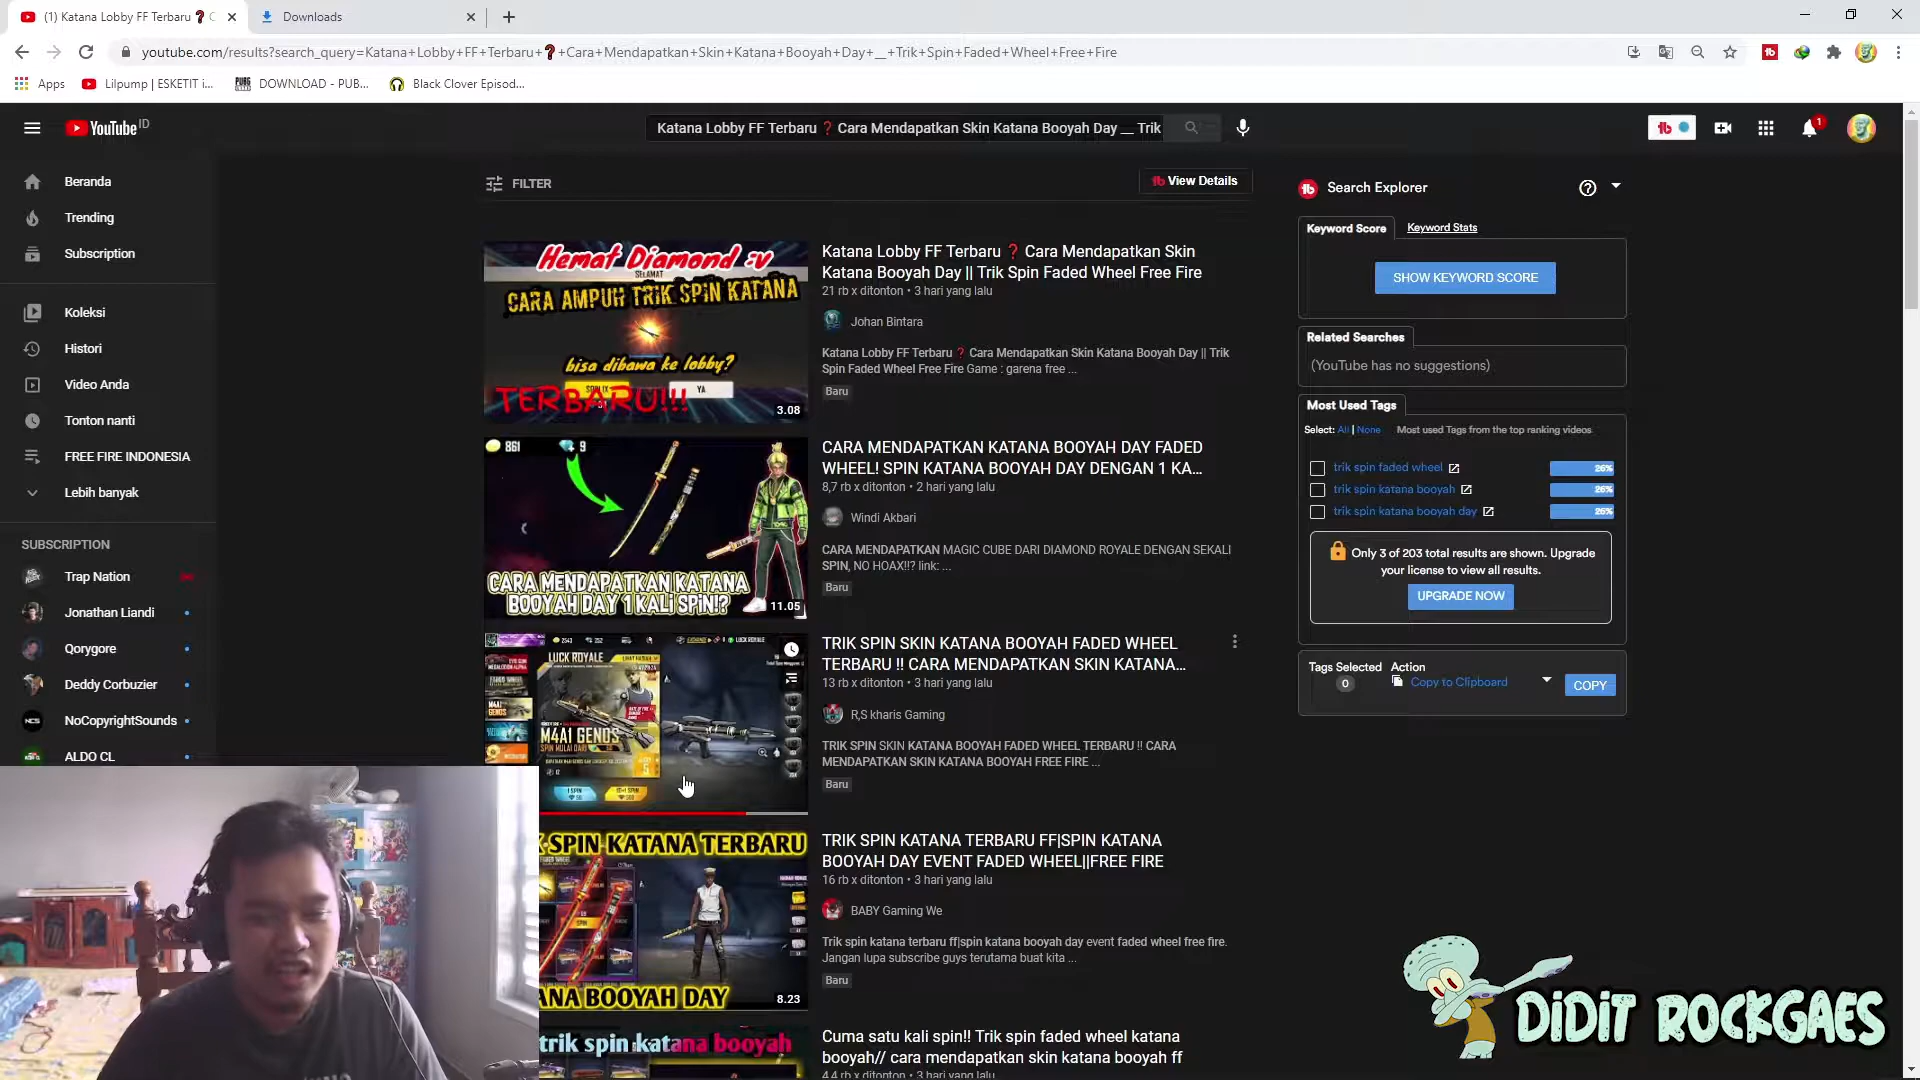 (1) Katana Lobby FF Terbaru ❓ C
Downloads
youtube.com/results?search_query=Katana+Lobby+FF+Terbaru+❓+Cara+Mendapatkan+Skin+Katana+Booyah+Day+__+Trik+Spin+Faded+Wheel+Free+Fire
Apps
Lilpump | ESKETIT i...
DOWNLOAD - PUB...
Black Clover Episod...
YouTube ID
Katana Lobby FF Terbaru ❓ Cara Mendapatkan Skin Katana Booyah Day __ Trik
1
Beranda
Trending
Subscription
Koleksi
Histori
Video Anda
Tonton nanti
FREE FIRE INDONESIA
Lebih banyak
SUBSCRIPTION
Trap Nation
Jonathan Liandi
Qorygore
Deddy Corbuzier
NoCopyrightSounds
ALDO CL
FILTER
View Details
Hemat Diamond :v
SELAMAT
CARA AMPUH TRIK SPIN KATANA
bisa dibawa ke lobby?
YA
TERBARU!!!
3.08
Katana Lobby FF Terbaru ❓ Cara Mendapatkan Skin
Katana Booyah Day || Trik Spin Faded Wheel Free Fire
21 rb x ditonton • 3 hari yang lalu
Johan Bintara
Katana Lobby FF Terbaru ❓ Cara Mendapatkan Skin Katana Booyah Day || Trik
Spin Faded Wheel Free Fire Game : garena free ...
Baru
861
9
CARA MENDAPATKAN KATANA
BOOYAH DAY 1 KALI SPIN!?
11.05
CARA MENDAPATKAN KATANA BOOYAH DAY FADED
WHEEL! SPIN KATANA BOOYAH DAY DENGAN 1 KA...
8,7 rb x ditonton • 2 hari yang lalu
Windi Akbari
CARA MENDAPATKAN MAGIC CUBE DARI DIAMOND ROYALE DENGAN SEKALI
SPIN, NO HOAX!!? link: ...
Baru
LUCK ROYALE
M4A1 GENOS
SPIN MULAI DARI
TRIK SPIN SKIN KATANA BOOYAH FADED WHEEL
TERBARU !! CARA MENDAPATKAN SKIN KATANA...
13 rb x ditonton • 3 hari yang lalu
R,S kharis Gaming
TRIK SPIN SKIN KATANA BOOYAH FADED WHEEL TERBARU !! CARA
MENDAPATKAN SKIN KATANA BOOYAH FREE FIRE ...
Baru
SPIN KATANA TERBARU
ANA BOOYAH DAY
8.23
TRIK SPIN KATANA TERBARU FF|SPIN KATANA
BOOYAH DAY EVENT FADED WHEEL||FREE FIRE
16 rb x ditonton • 3 hari yang lalu
BABY Gaming We
Trik spin katana terbaru ff|spin katana booyah day event faded wheel free fire.
Jangan lupa subscribe guys terutama buat kita ...
Baru
trik spin katana booyah
Cuma satu kali spin!! Trik spin faded wheel katana
booyah// cara mendapatkan skin katana booyah ff
4,4 rb x ditonton • 3 hari yang lalu
Search Explorer
Keyword Score
Keyword Stats
SHOW KEYWORD SCORE
Related Searches
(YouTube has no suggestions)
Most Used Tags
Select: All | None
Most used Tags from the top ranking videos.
trik spin faded wheel
26%
trik spin katana booyah
26%
trik spin katana booyah day
26%
Only 3 of 203 total results are shown. Upgrade
your license to view all results.
UPGRADE NOW
Tags Selected
Action
0
Copy to Clipboard
COPY
DiDiT ROCKGAES